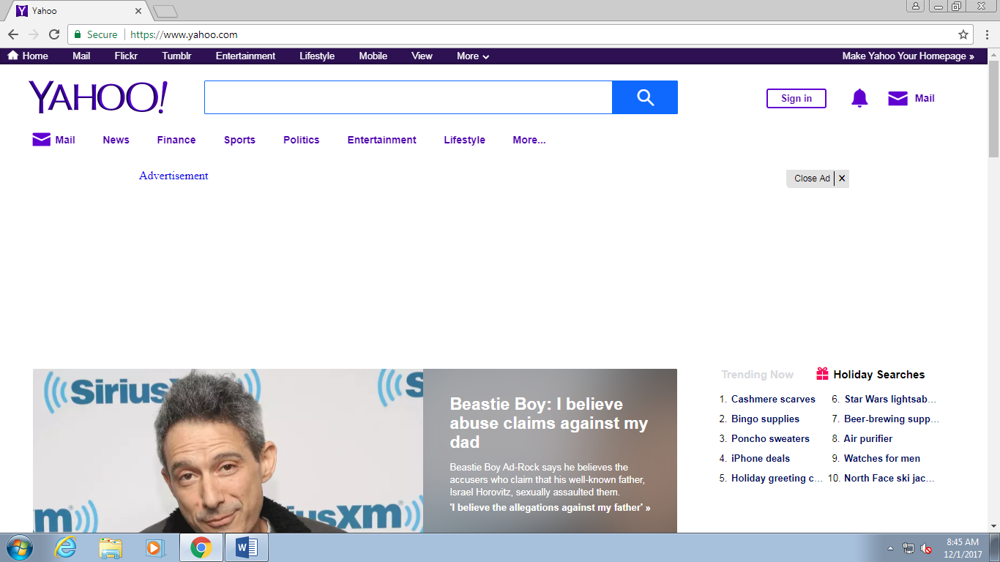 Yahoo
Secure https://www.yahoo.com
Home Mail Flickr Tumblr Entertainment Lifestyle Mobile View More Make Yahoo Your Homepage »
YAHOO!
Sign in Mail
Mail News Finance Sports Politics Entertainment Lifestyle More...
Advertisement
Close Ad ×
SiriusXM
Beastie Boy: I believe
abuse claims against my
dad
Beastie Boy Ad-Rock says he believes the
accusers who claim that his well-known father,
Israel Horovitz, sexually assaulted them.
'I believe the allegations against my father' »
m
riusXM
Trending Now Holiday Searches
1. Cashmere scarves 6. Star Wars lightsab...
2. Bingo supplies 7. Beer-brewing supp...
3. Poncho sweaters 8. Air purifier
4. iPhone deals 9. Watches for men
5. Holiday greeting c... 10. North Face ski jac...
8:45 AM
12/1/2017